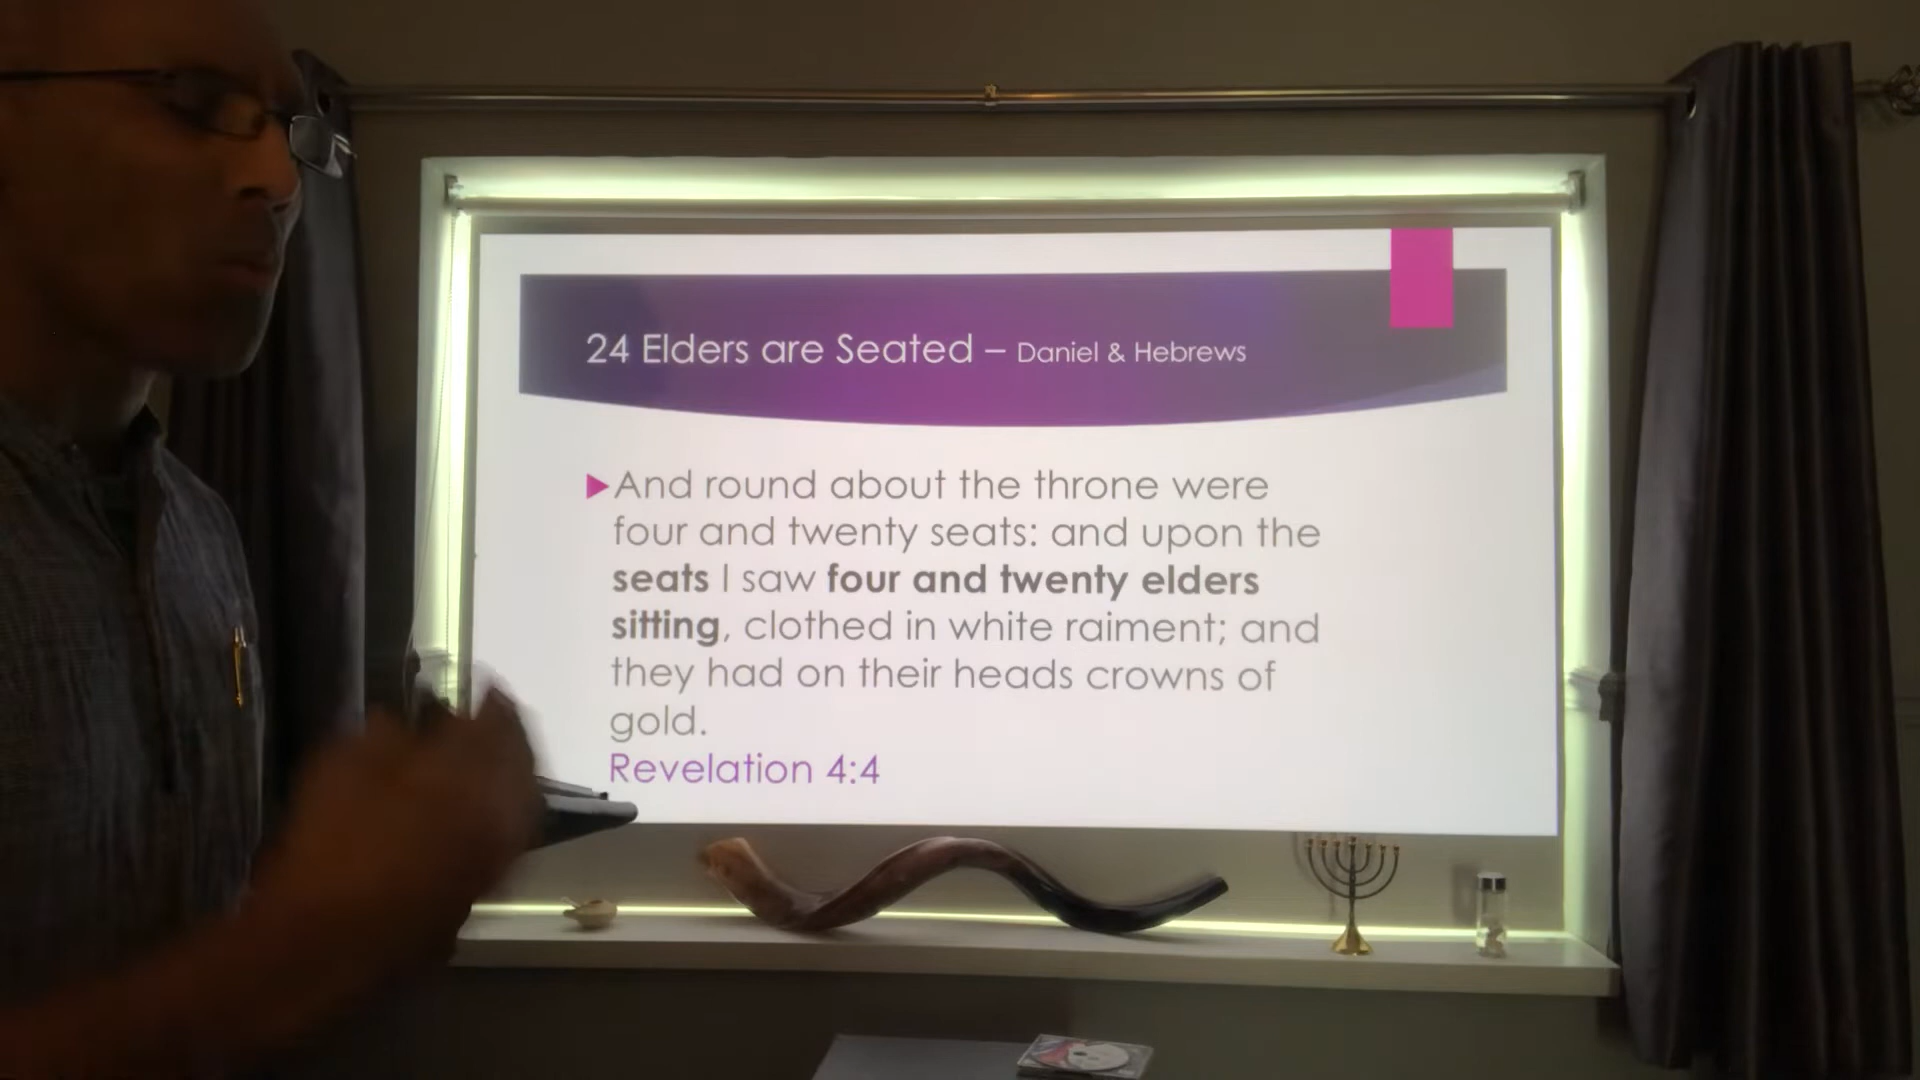 24 Elders are Seated – Daniel & Hebrews
And round about the throne were
four and twenty seats: and upon the
seats I saw four and twenty elders
sitting, clothed in white raiment; and
they had on their heads crowns of
gold.
Revelation 4:4